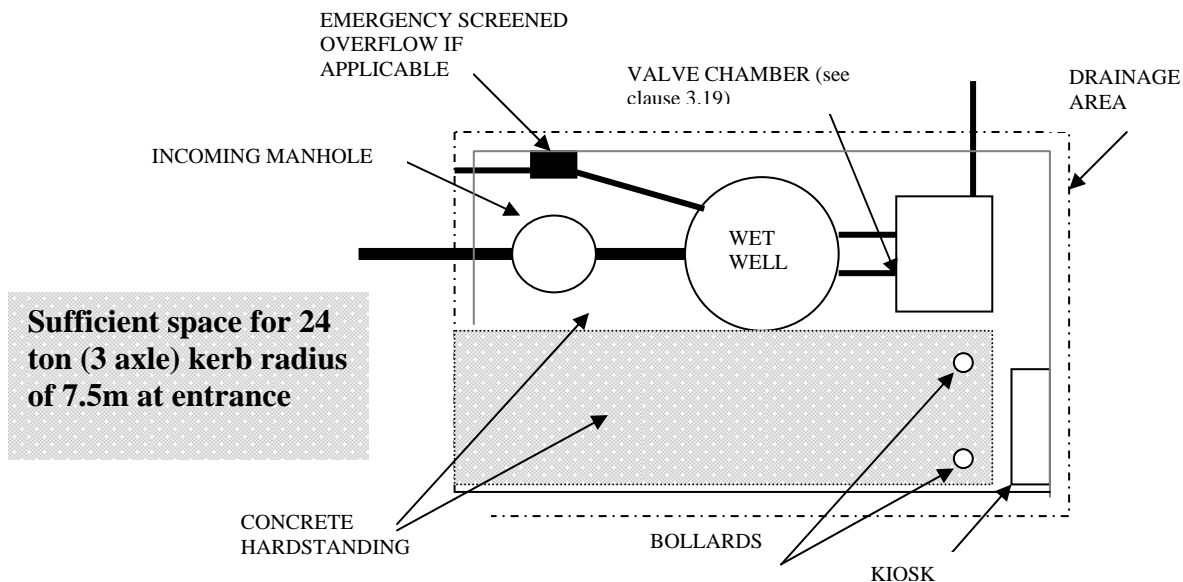 EMERGENCY SCREENED
OVERFLOW IF
APPLICABLE
VALVE CHAMBER (see
clause 3.19)
DRAINAGE
AREA
INCOMING MANHOLE
WET
WELL
Sufficient space for 24
ton (3 axle) kerb radius
of 7.5m at entrance
CONCRETE
HARDSTANDING
BOLLARDS
KIOSK